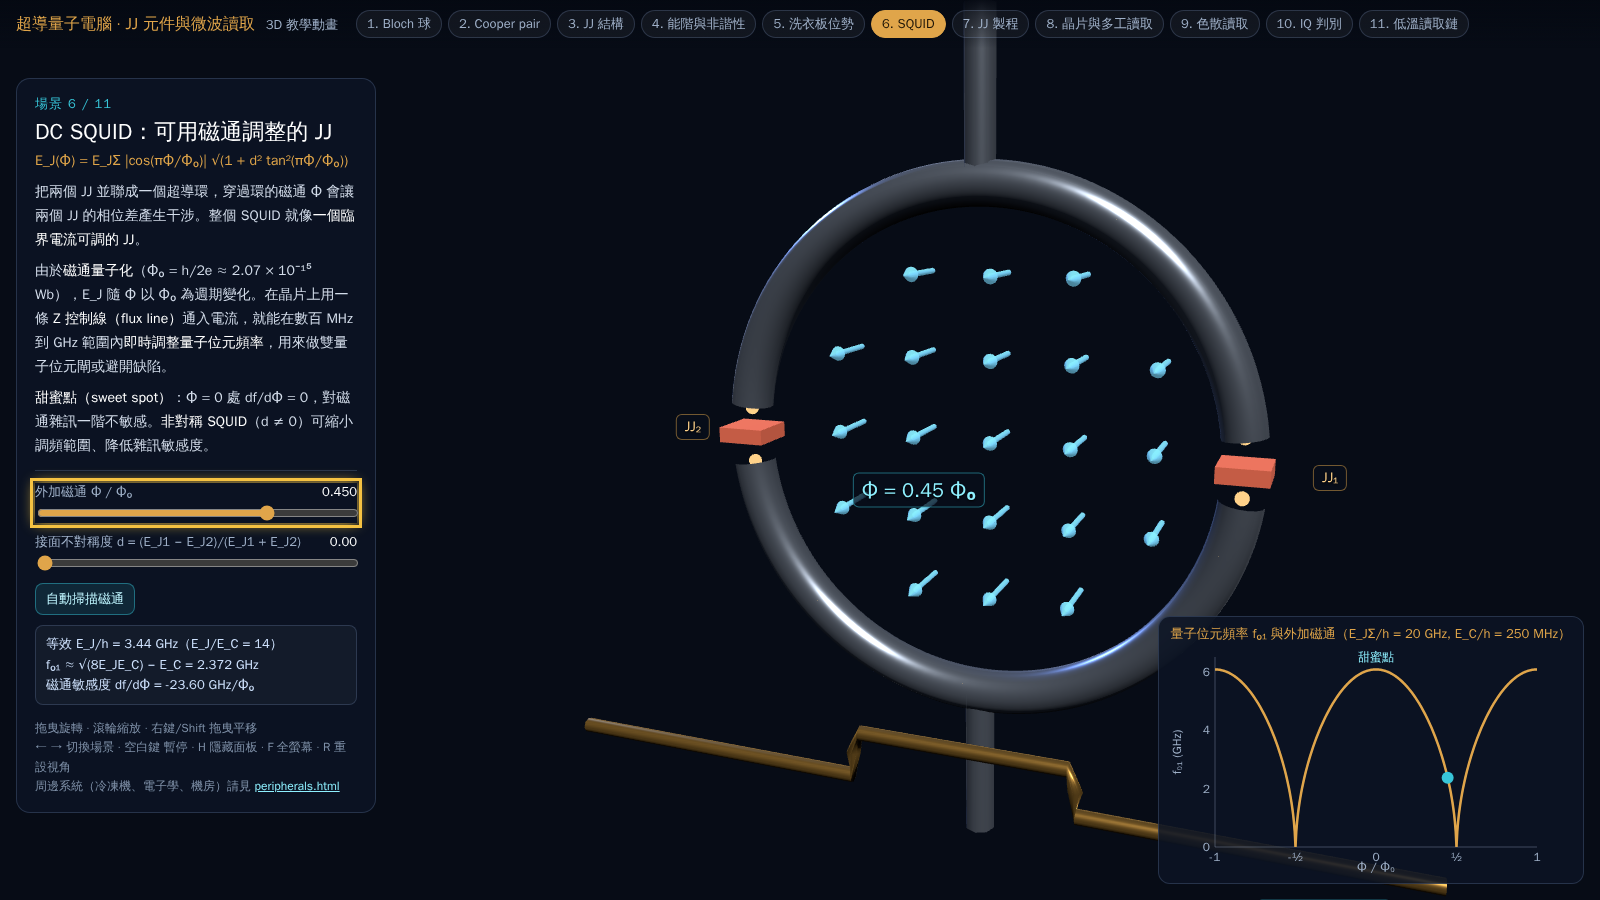 超導量子電腦 · JJ 元件與微波讀取 3D 教學動畫 1. Bloch 球 2. Cooper pair 3. JJ 結構 4. 能階與非諧性 5. 洗衣板位勢 6. SQUID 7. JJ 製程 8. 晶片與多工讀取 9. 色散讀取 10. IQ 判別 11. 低溫讀取鏈
場景 6 / 11
DC SQUID：可用磁通調整的 JJ
E_J(Φ) = E_JΣ |cos(πΦ/Φ₀)| √(1 + d² tan²(πΦ/Φ₀))
把兩個 JJ 並聯成一個超導環，穿過環的磁通 Φ 會讓
兩個 JJ 的相位差產生干涉。整個 SQUID 就像一個臨
界電流可調的 JJ。
由於磁通量子化（Φ₀ = h/2e ≈ 2.07 × 10⁻¹⁵
Wb），E_J 隨 Φ 以 Φ₀ 為週期變化。在晶片上用一
條 Z 控制線（flux line）通入電流，就能在數百 MHz
到 GHz 範圍內即時調整量子位元頻率，用來做雙量
子位元閘或避開缺陷。
甜蜜點（sweet spot）：Φ = 0 處 df/dΦ = 0，對磁
通雜訊一階不敏感。非對稱 SQUID（d ≠ 0）可縮小
調頻範圍、降低雜訊敏感度。
外加磁通 Φ / Φ₀ 0.450
接面不對稱度 d = (E_J1 − E_J2)/(E_J1 + E_J2) 0.00
自動掃描磁通
等效 E_J/h = 3.44 GHz（E_J/E_C = 14）
f₀₁ ≈ √(8E_JE_C) − E_C = 2.372 GHz
磁通敏感度 df/dΦ = -23.60 GHz/Φ₀
拖曳旋轉 · 滾輪縮放 · 右鍵/Shift 拖曳平移
← → 切換場景 · 空白鍵 暫停 · H 隱藏面板 · F 全螢幕 · R 重
設視角
周邊系統（冷凍機、電子學、機房）請見 peripherals.html
JJ₂
JJ₁
Φ = 0.45 Φ₀
量子位元頻率 f₀₁ 與外加磁通（E_JΣ/h = 20 GHz, E_C/h = 250 MHz）
甜蜜點
f₀₁ (GHz)
6
4
2
0
-1 -½ 0 ½ 1
Φ / Φ₀